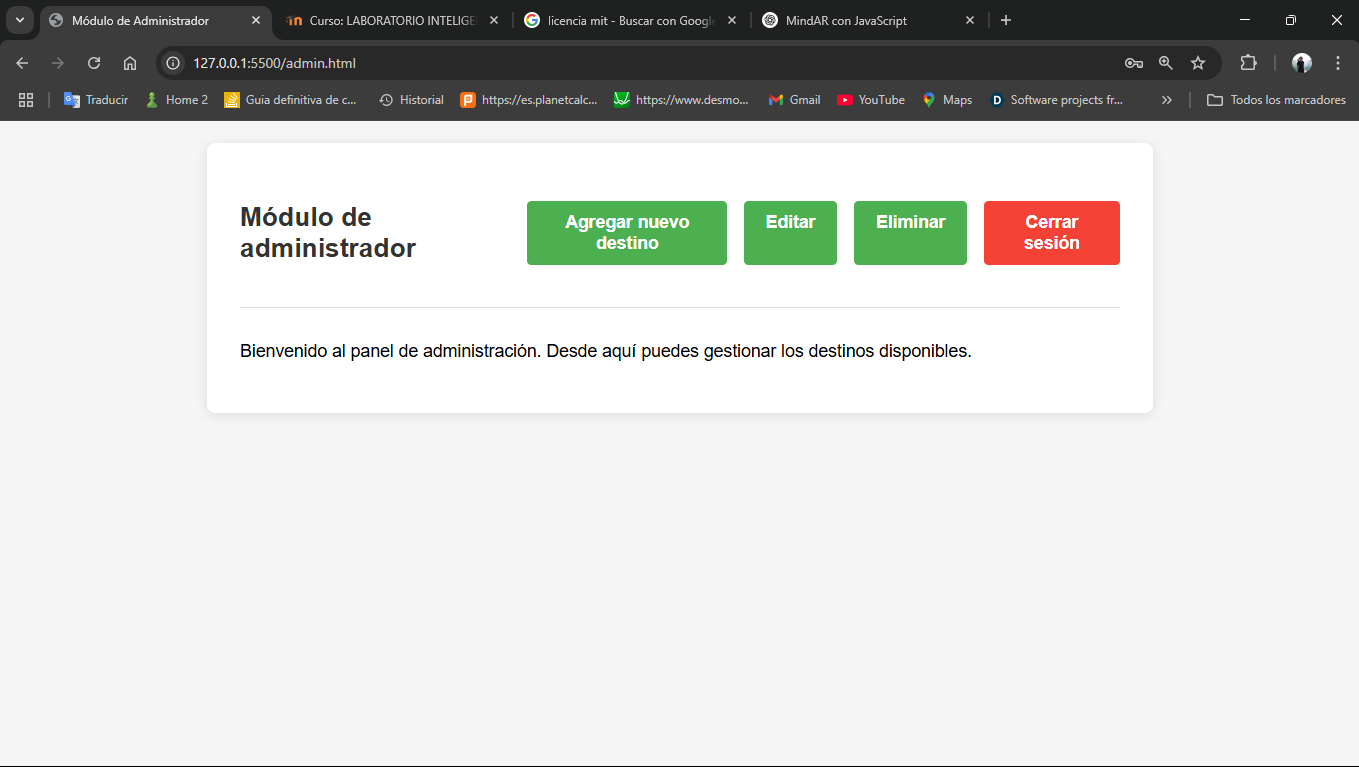 Módulo de Administrador
Curso: LABORATORIO INTELIGE
licencia mit - Buscar con Google
MindAR con JavaScript
127.0.0.1:5500/admin.html
Traducir
Home 2
Guia definitiva de c...
Historial
https://es.planetcalc...
https://www.desmo...
Gmail
YouTube
Maps
Software projects fr...
Todos los marcadores
Módulo de
administrador
Agregar nuevo
destino
Editar
Eliminar
Cerrar
sesión
Bienvenido al panel de administración. Desde aquí puedes gestionar los destinos disponibles.